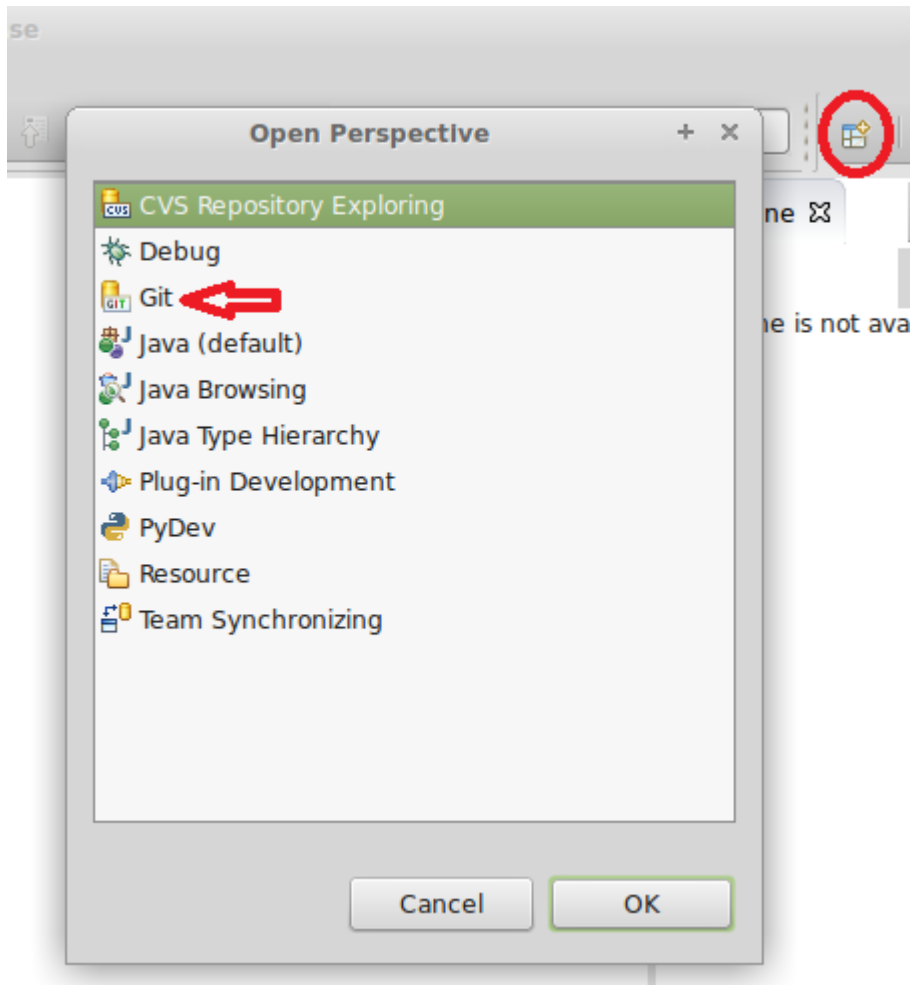 se
Open Perspective
ne
CVS Repository Exploring
Debug
Git
Java (default)
Java Browsing
Java Type Hierarchy
Plug-in Development
PyDev
Resource
Team Synchronizing
ne is not ava
Cancel
OK